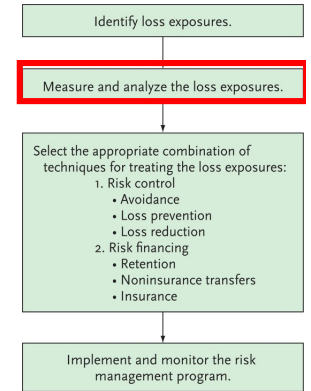 Identify loss exposures.
Measure and analyze the loss exposures.
Select the appropriate combination of
techniques for treating the loss exposures:
1. Risk control
• Avoidance
• Loss prevention
• Loss reduction
2. Risk financing
• Retention
• Noninsurance transfers
• Insurance
Implement and monitor the risk
management program.